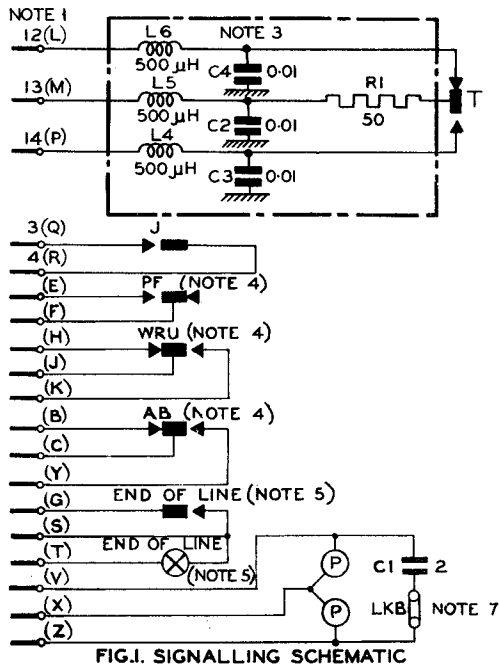 NOTE 1
12(L) L6 NOTE 3
500 μH C4 0·01
13(M) L5 R1 T
500 μH C2 0·01 50
14(P) L4
500 μH C3 0·01
3(Q) J
4(R)
(E) PF (NOTE 4)
(F)
(H) WRU (NOTE 4)
(J)
(K)
(B) AB (NOTE 4)
(C)
(Y)
(G) END OF LINE (NOTE 5)
(S)
(T) END OF LINE
(NOTE 5)
(V) P C1 2
(X) P LKB NOTE 7
(Z)
FIG.1. SIGNALLING SCHEMATIC